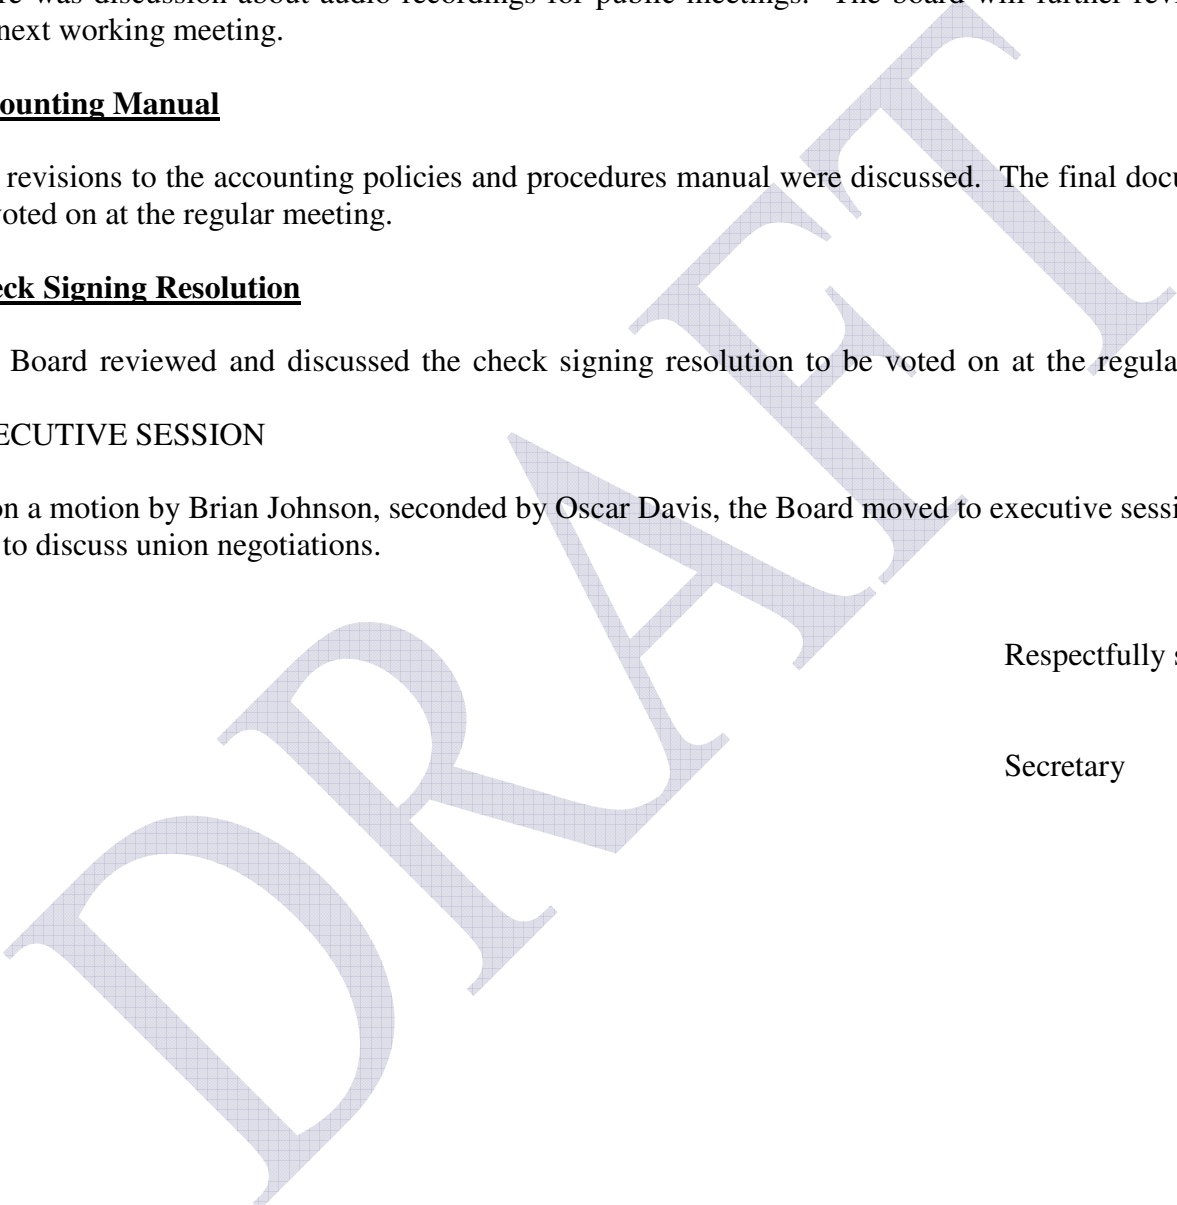 re was discussion about audio recordings for public meetings. The board will further revi
next working meeting.
ounting Manual
revisions to the accounting policies and procedures manual were discussed. The final docu
voted on at the regular meeting.
eck Signing Resolution
Board reviewed and discussed the check signing resolution to be voted on at the regula
ECUTIVE SESSION
on a motion by Brian Johnson, seconded by Oscar Davis, the Board moved to executive sessi
to discuss union negotiations.
Respectfully s
Secretary
DRAFT